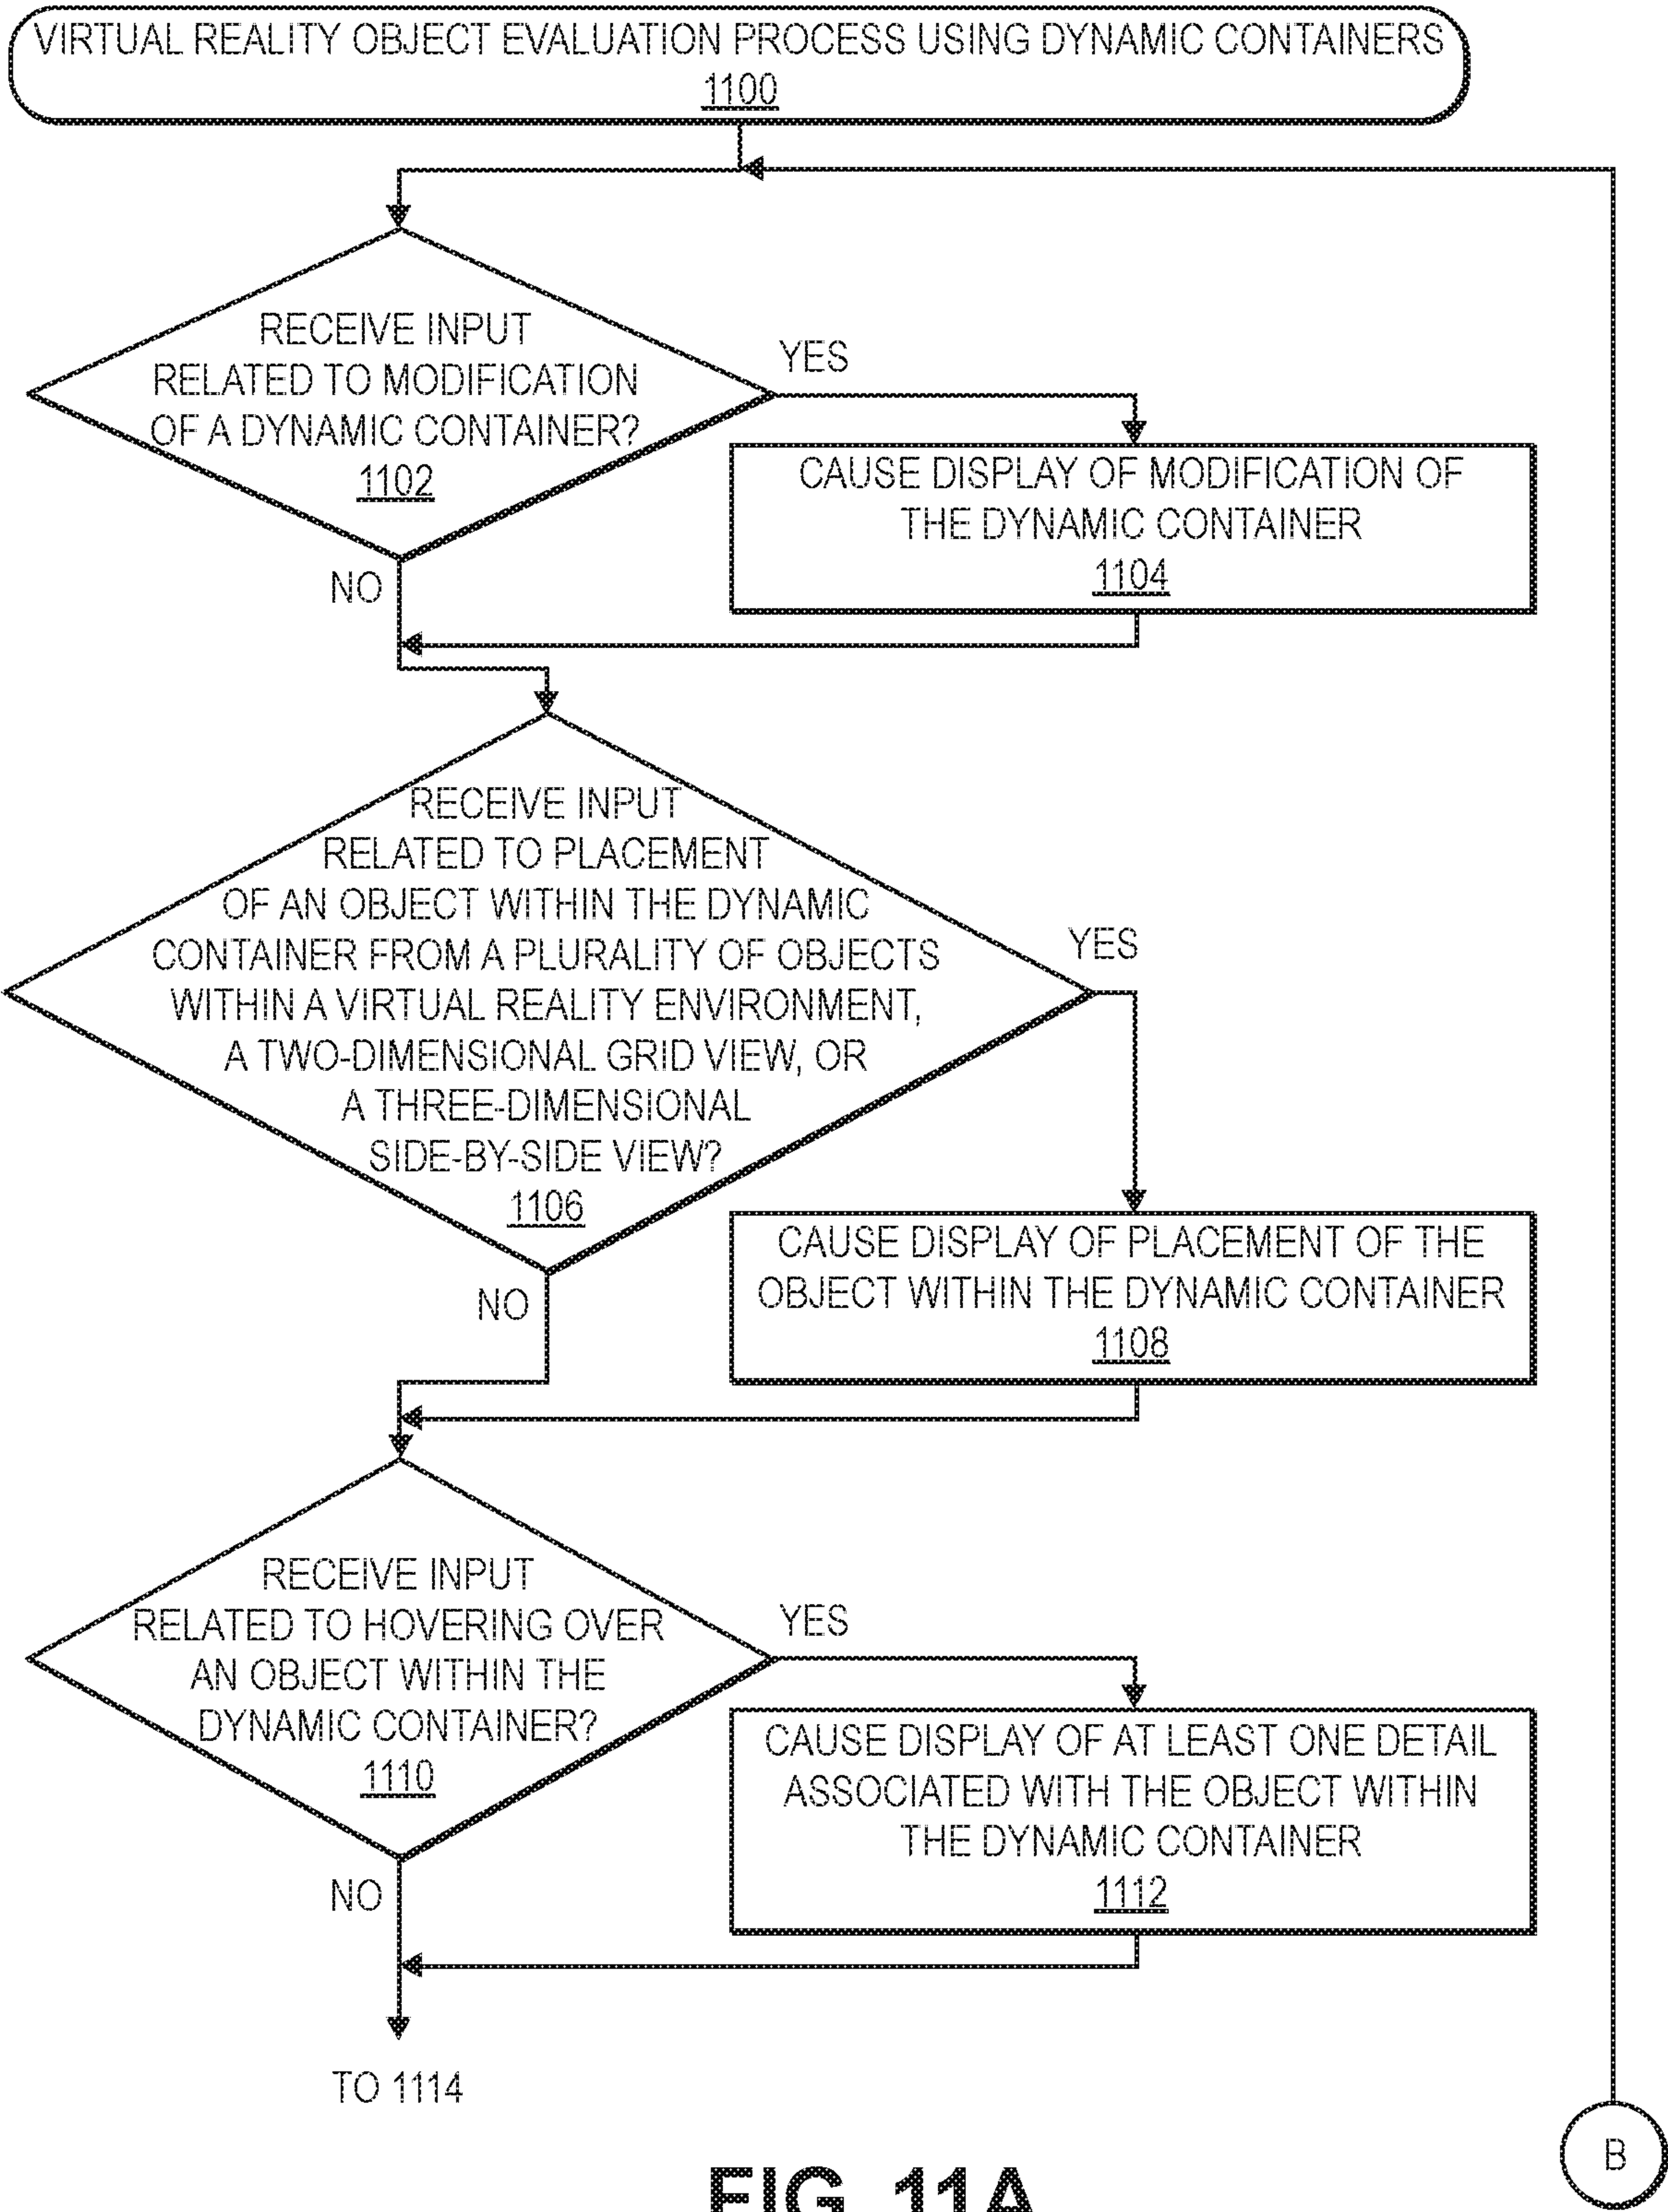 VIRTUAL REALITY OBJECT EVALUATION PROCESS USING DYNAMIC CONTAINERS
1100
RECEIVE INPUT
RELATED TO MODIFICATION
OF A DYNAMIC CONTAINER?
1102
YES
NO
CAUSE DISPLAY OF MODIFICATION OF
THE DYNAMIC CONTAINER
1104
RECEIVE INPUT
RELATED TO PLACEMENT
OF AN OBJECT WITHIN THE DYNAMIC
CONTAINER FROM A PLURALITY OF OBJECTS
WITHIN A VIRTUAL REALITY ENVIRONMENT,
A TWO-DIMENSIONAL GRID VIEW, OR
A THREE-DIMENSIONAL
SIDE-BY-SIDE VIEW?
1106
YES
NO
CAUSE DISPLAY OF PLACEMENT OF THE
OBJECT WITHIN THE DYNAMIC CONTAINER
1108
RECEIVE INPUT
RELATED TO HOVERING OVER
AN OBJECT WITHIN THE
DYNAMIC CONTAINER?
1110
YES
NO
CAUSE DISPLAY OF AT LEAST ONE DETAIL
ASSOCIATED WITH THE OBJECT WITHIN
THE DYNAMIC CONTAINER
1112
TO 1114
B
FIG. 11A